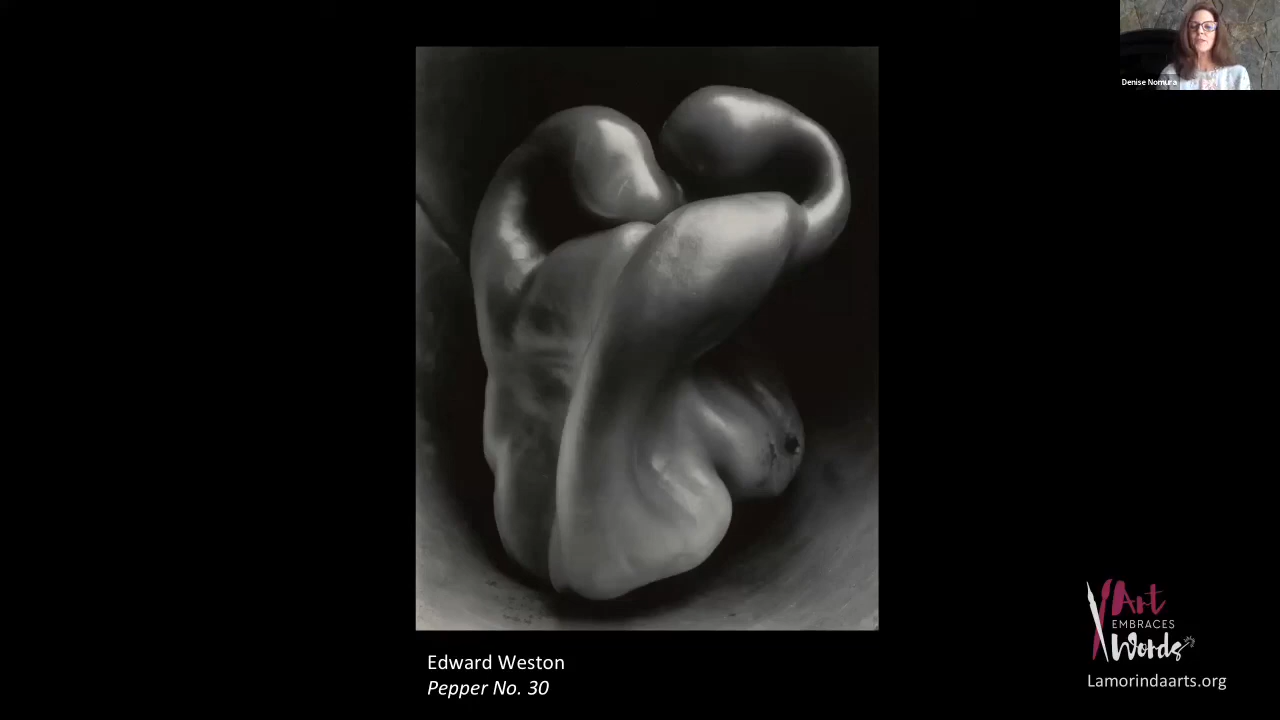 Denise Nomura
Edward Weston
Pepper No. 30
Art
EMBRACES
Words
Lamorindaarts.org